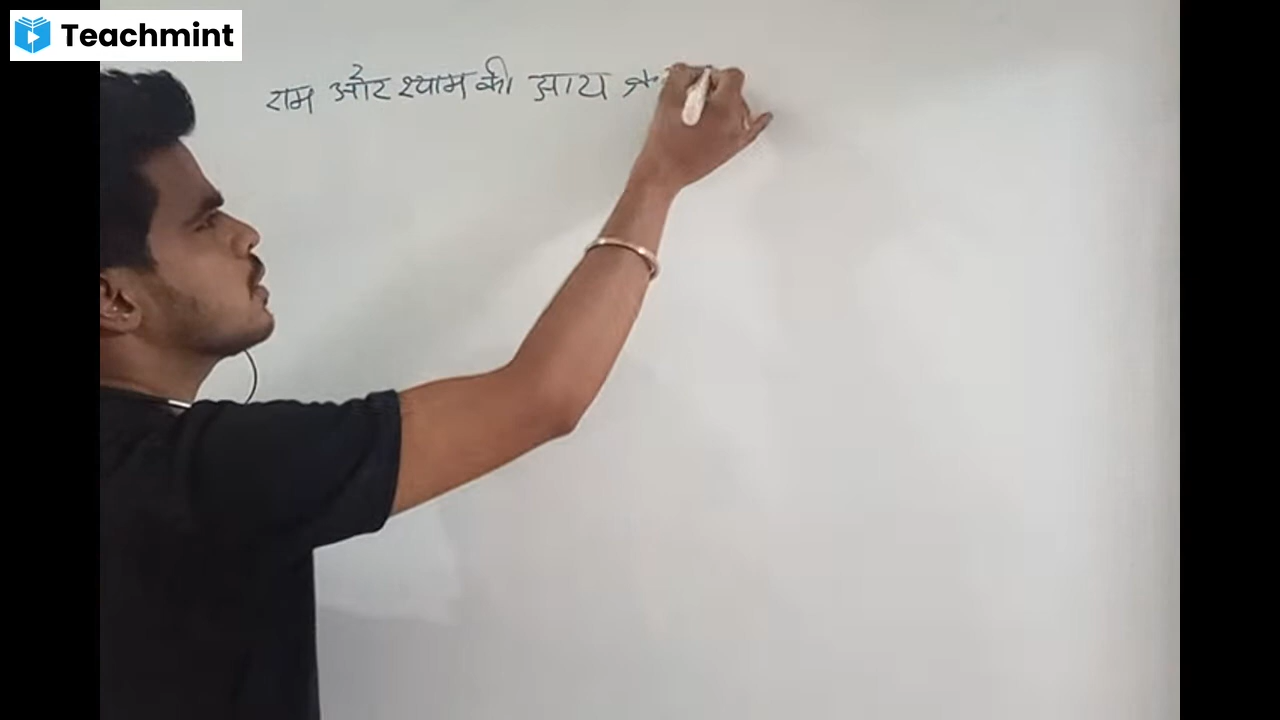 Teachmint
राम और श्याम की आय